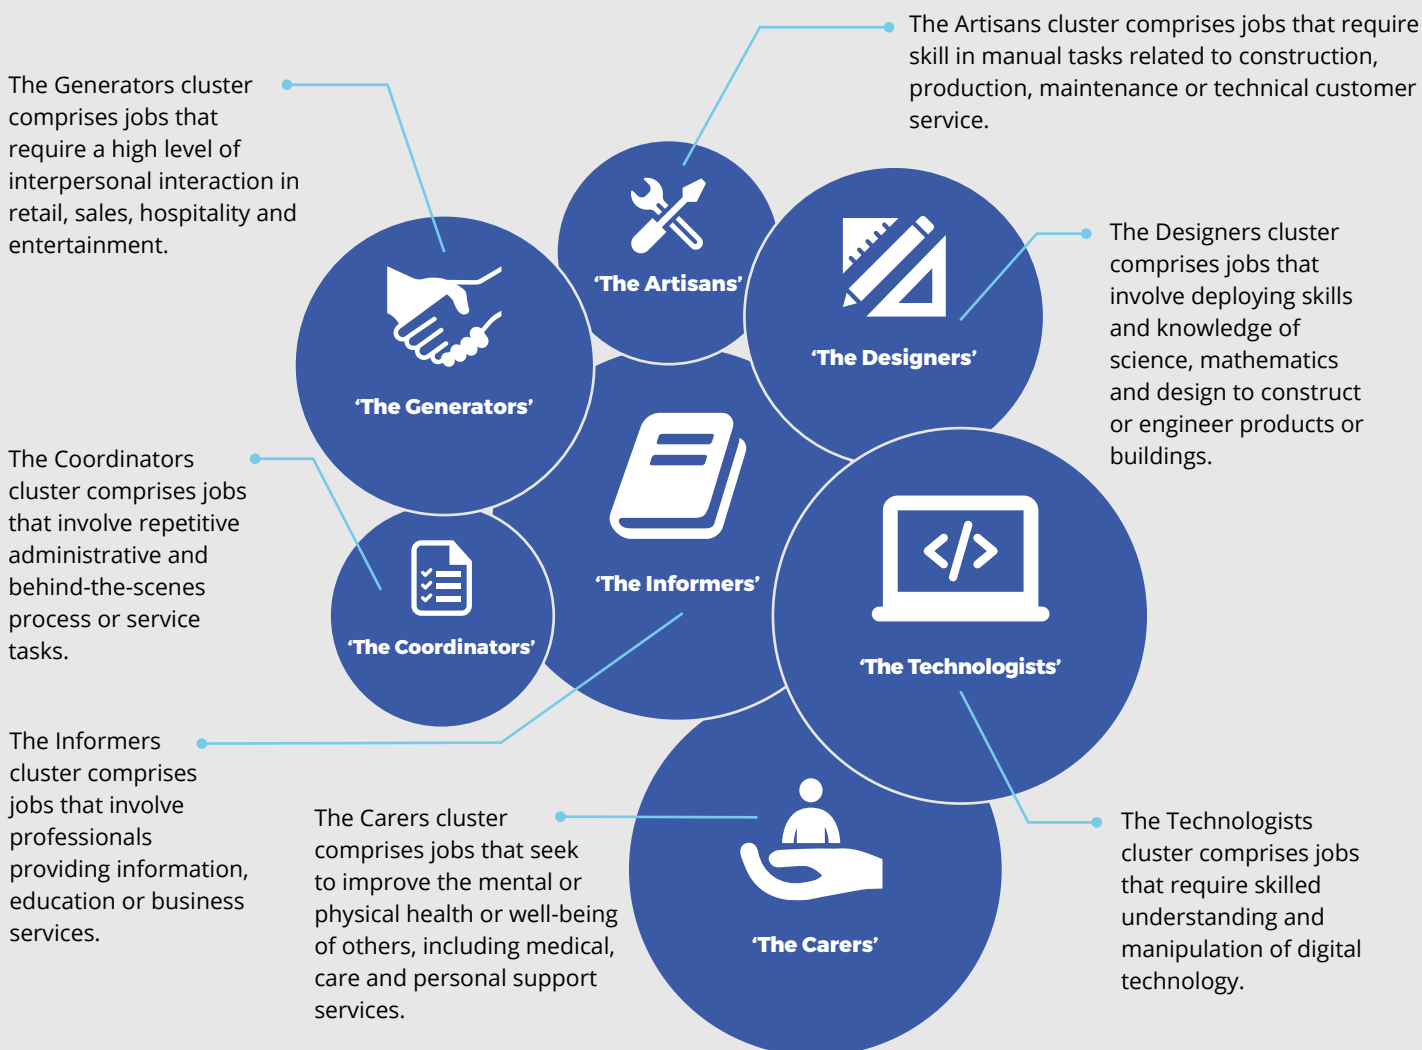 The Artisans cluster comprises jobs that require
skill in manual tasks related to construction,
production, maintenance or technical customer
service.
The Generators cluster
comprises jobs that
require a high level of
interpersonal interaction in
retail, sales, hospitality and
entertainment.
‘The Artisans’
The Designers cluster
comprises jobs that
involve deploying skills
and knowledge of
science, mathematics
and design to construct
or engineer products or
buildings.
‘The Designers’
‘The Generators’
The Coordinators
cluster comprises jobs
that involve repetitive
administrative and
behind-the-scenes
process or service
tasks.
‘The Informers’
‘The Coordinators’
</>
‘The Technologists’
The Informers
cluster comprises
jobs that involve
professionals
providing information,
education or business
services.
The Carers cluster
comprises jobs that seek
to improve the mental or
physical health or well-being
of others, including medical,
care and personal support
services.
‘The Carers’
The Technologists
cluster comprises jobs
that require skilled
understanding and
manipulation of digital
technology.